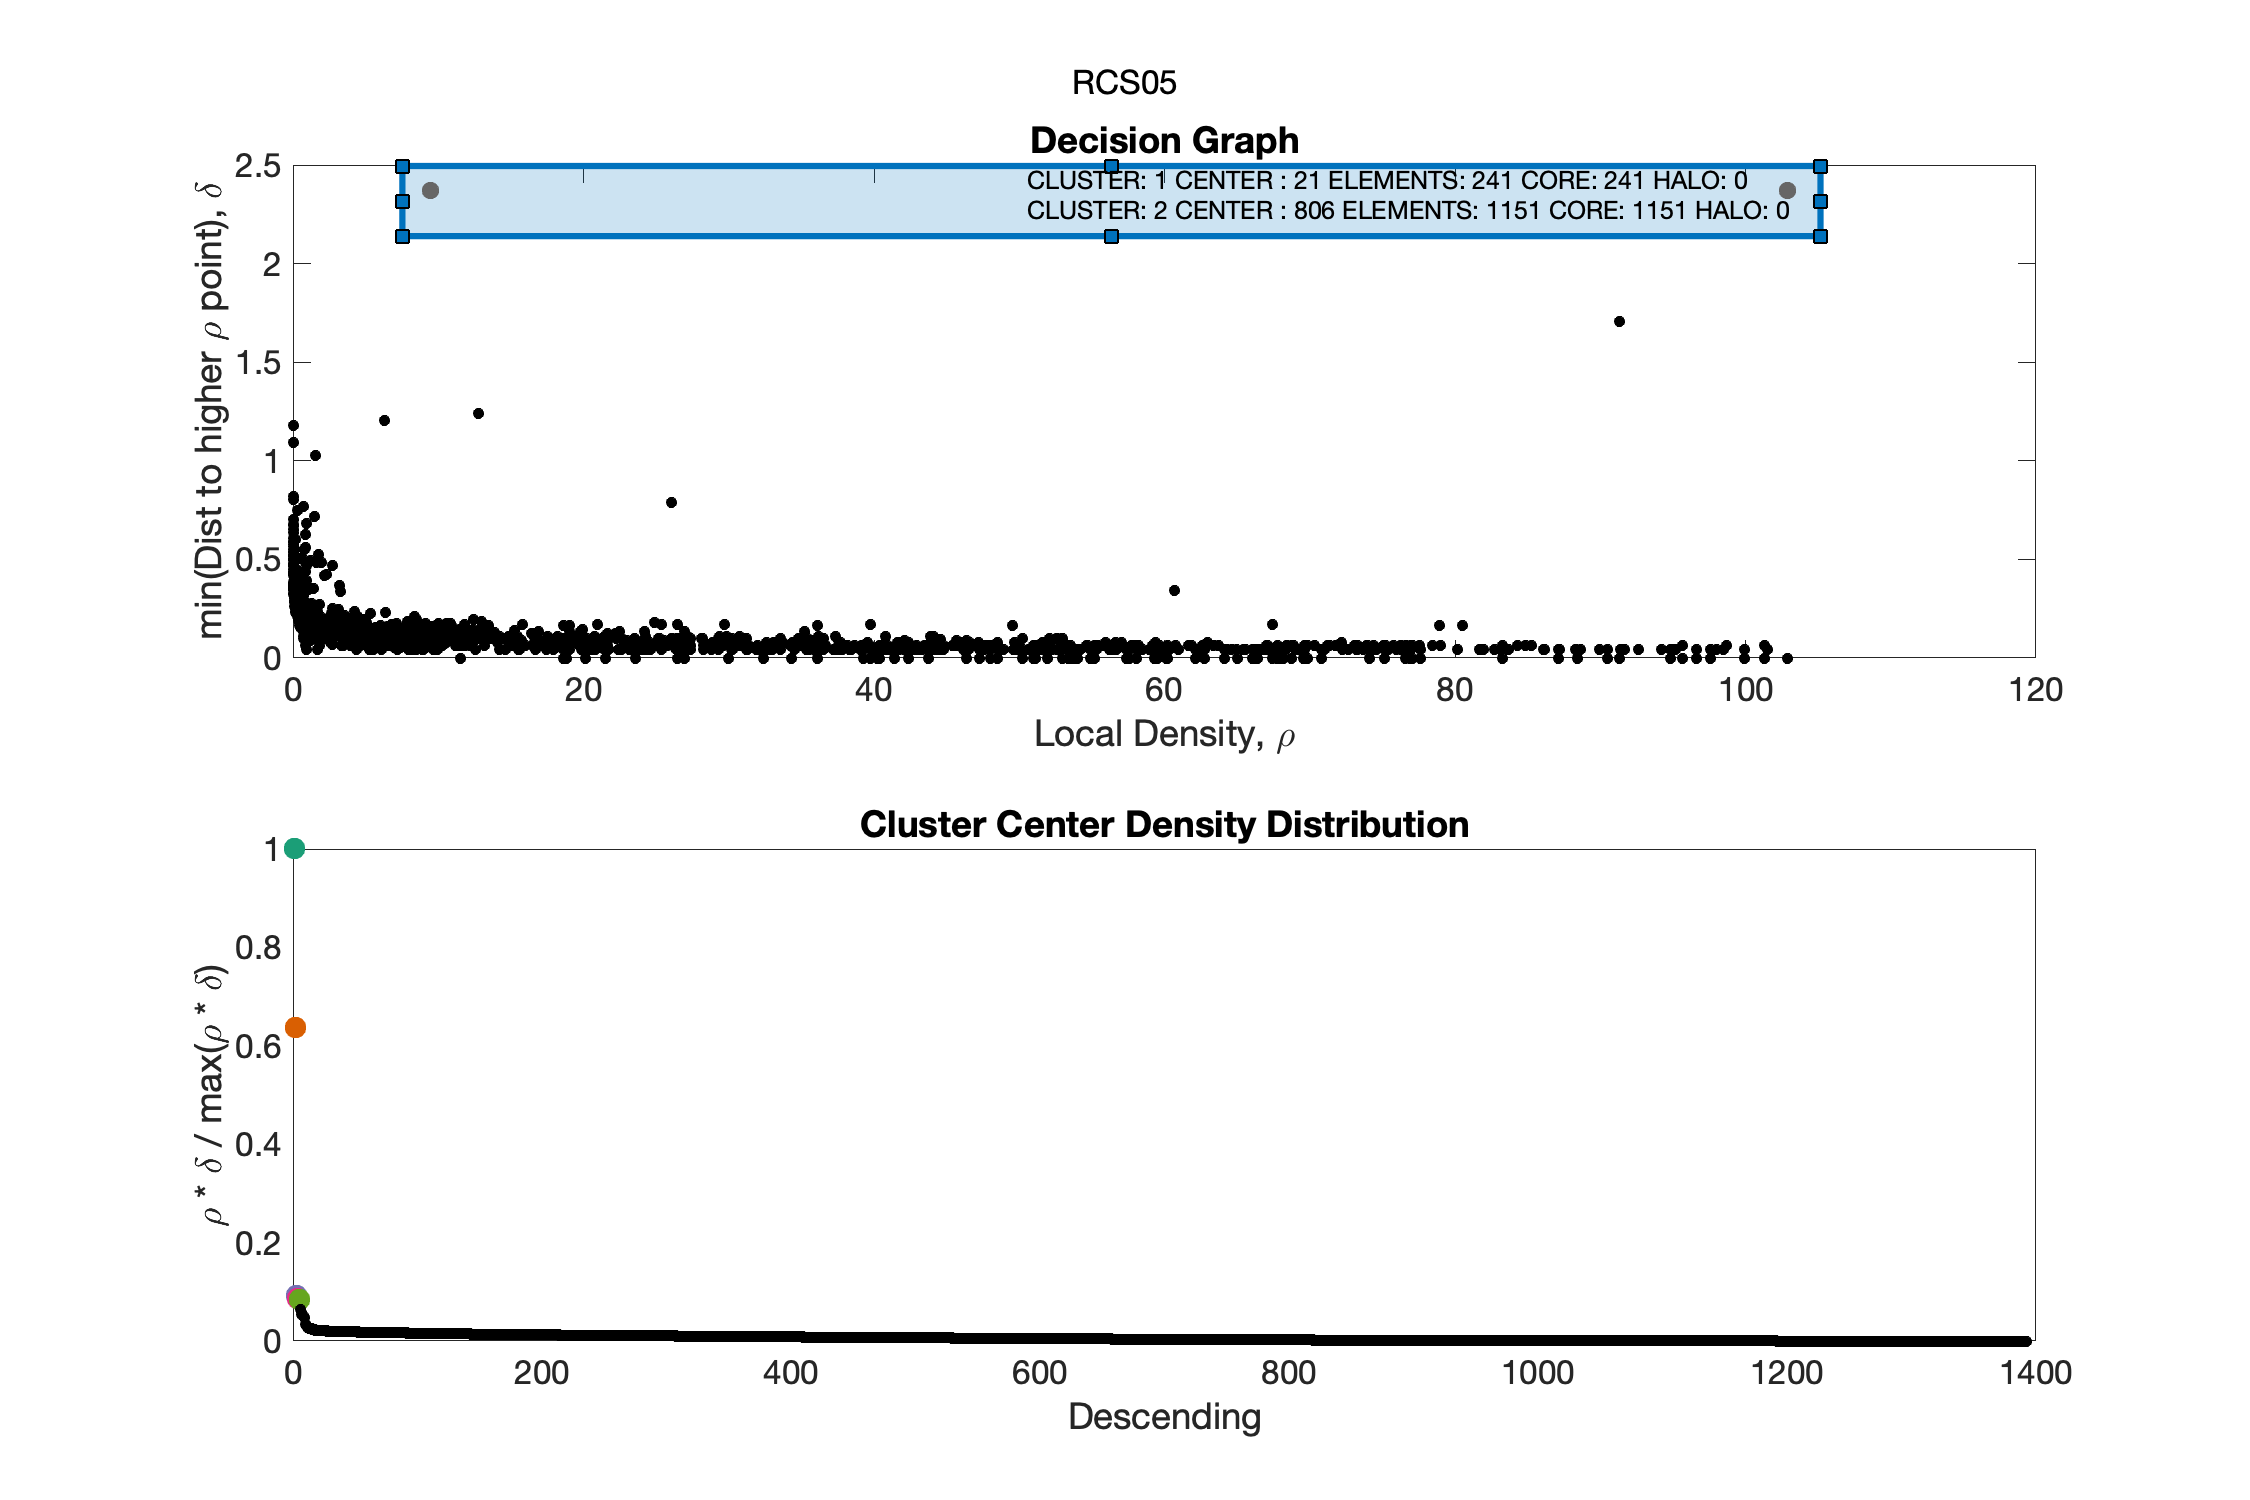 RCS05
Decision Graph
CLUSTER: 1 CENTER : 21 ELEMENTS: 241 CORE: 241 HALO: 0
CLUSTER: 2 CENTER : 806 ELEMENTS: 1151 CORE: 1151 HALO: 0
2.5
2
1.5
1
0.5
0
min(Dist to higher ρ point), δ
0 20 40 60 80 100 120
Local Density, ρ
Cluster Center Density Distribution
1
0.8
0.6
0.4
0.2
0
ρ * δ / max(ρ * δ)
0 200 400 600 800 1000 1200 1400
Descending